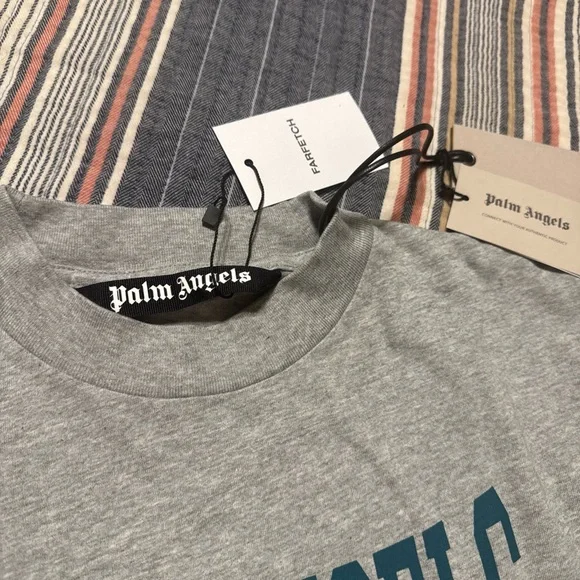 FARFETCH
Palm Angels
CONNECT WITH YOUR AUTHENTIC PRODUCT
Palm Angels